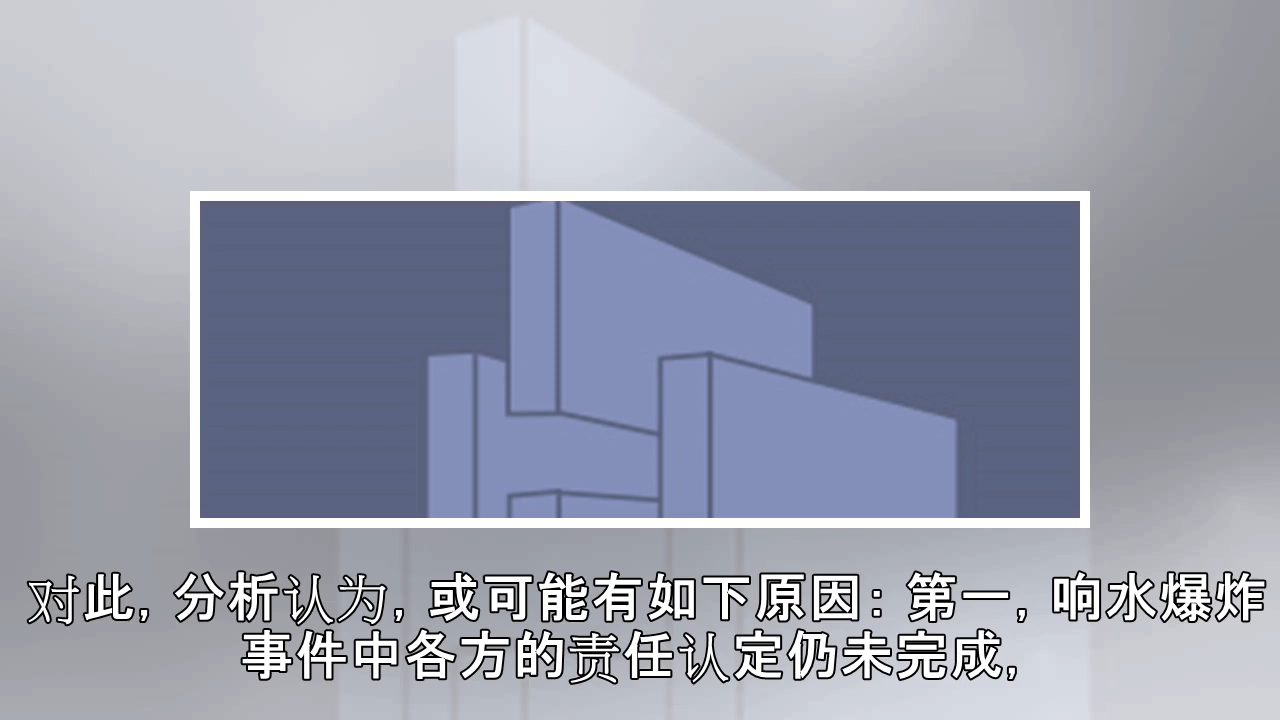 对此, 分析认为, 或可能有如下原因: 第一, 响水爆炸
事件中各方的责任认定仍未完成,